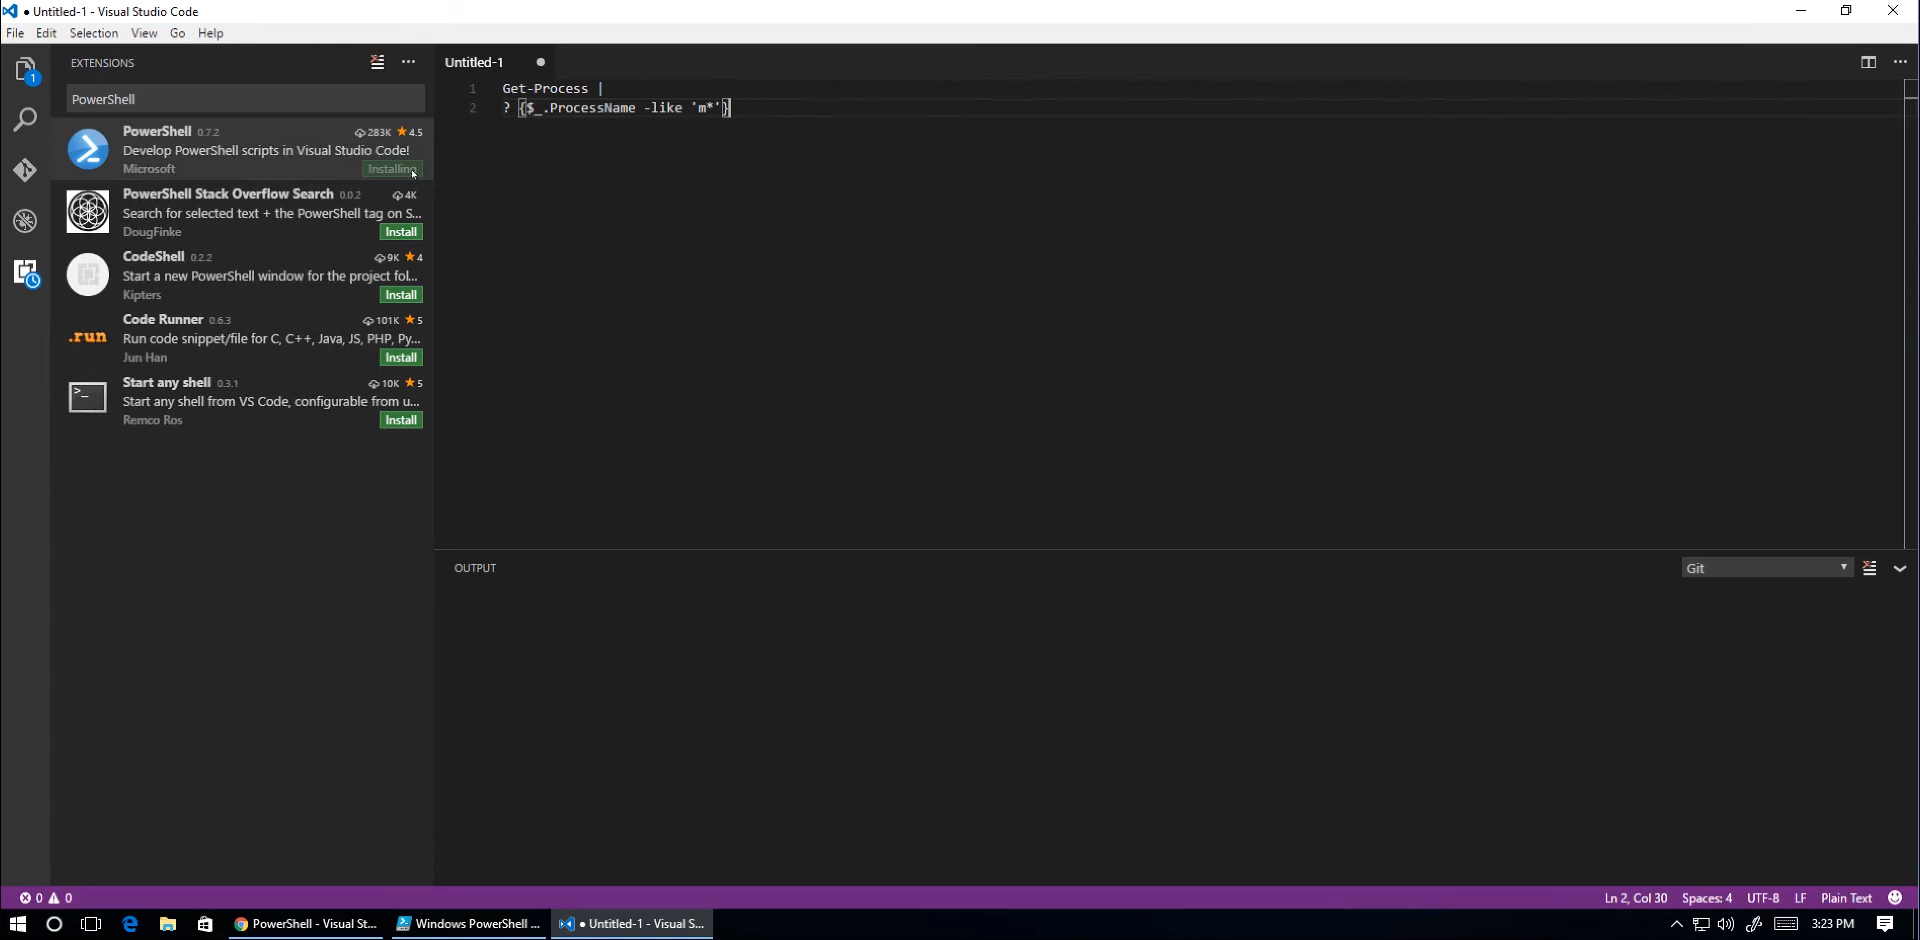 ● Untitled-1 - Visual Studio Code
File Edit Selection View Go Help
EXTENSIONS
1
PowerShell
PowerShell 0.7.2 283K ★ 4.5
Develop PowerShell scripts in Visual Studio Code!
Microsoft Installing
PowerShell Stack Overflow Search 0.0.2 4K
Search for selected text + the PowerShell tag on S...
DougFinke Install
CodeShell 0.2.2 9K ★ 4
Start a new PowerShell window for the project fol...
Kipters Install
.run
Code Runner 0.6.3 101K ★ 5
Run code snippet/file for C, C++, Java, JS, PHP, Py...
Jun Han Install
>_
Start any shell 0.3.1 10K ★ 5
Start any shell from VS Code, configurable from u...
Remco Ros Install
Untitled-1 ●
1 Get-Process |
2 ? {$_.ProcessName -like 'm*'}
OUTPUT Git
0 0 Ln 2, Col 30 Spaces: 4 UTF-8 LF Plain Text
PowerShell - Visual St... Windows PowerShell ... ● Untitled-1 - Visual S... 3:23 PM